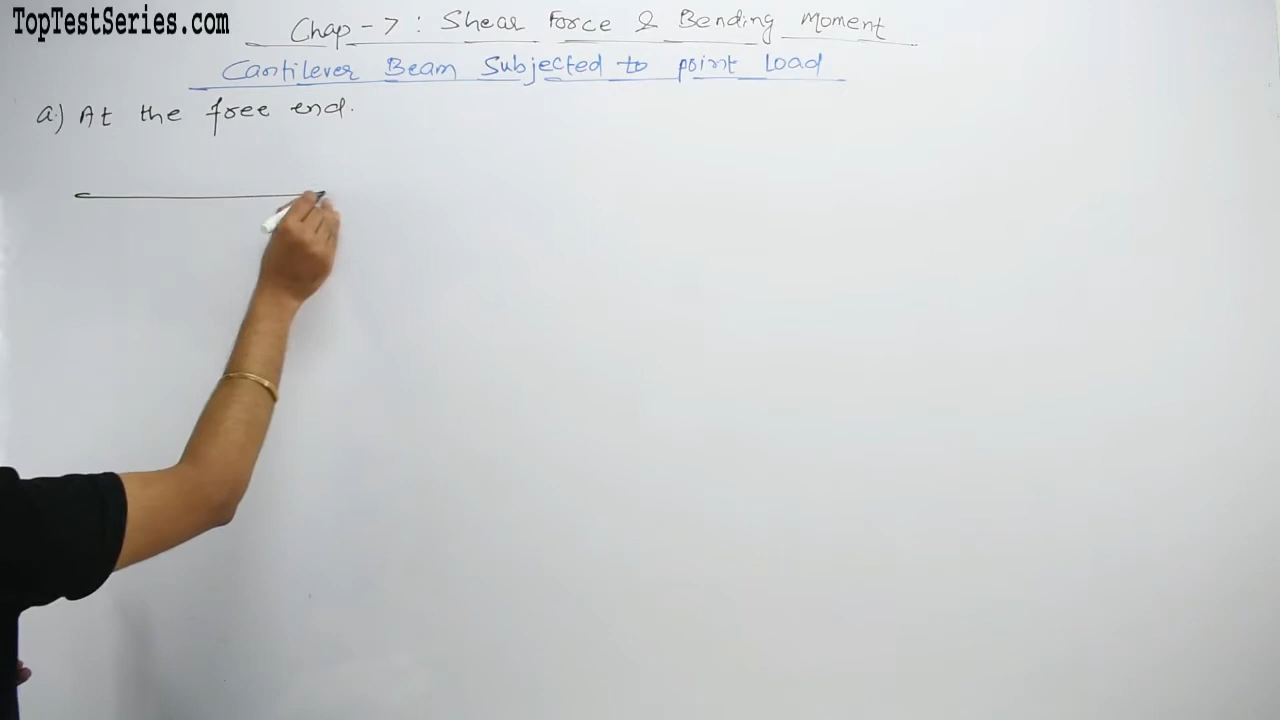 TopTestSeries.com
Chap-7: Shear Force & Bending Moment
Cantilever Beam Subjected to point Load
a.) At the free end.